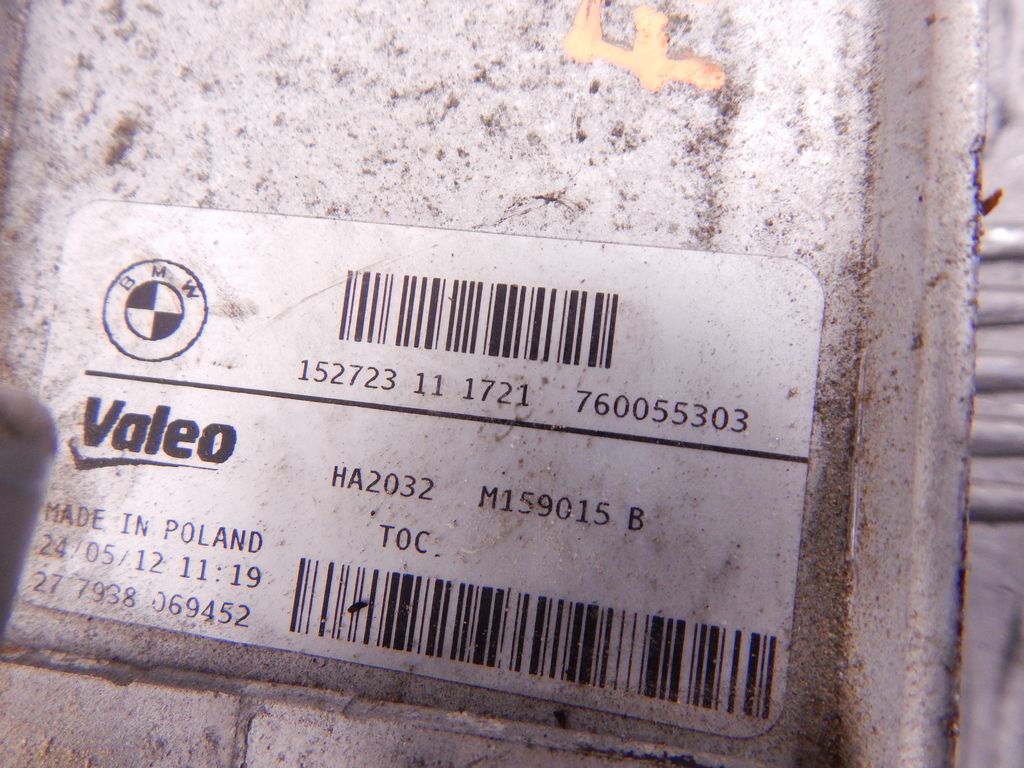 4
BMW
152723 11 1721 760055303
Valeo
HA2032 M159015 B
TOC.
MADE IN POLAND
24/05/12 11:19
27 7938 069452